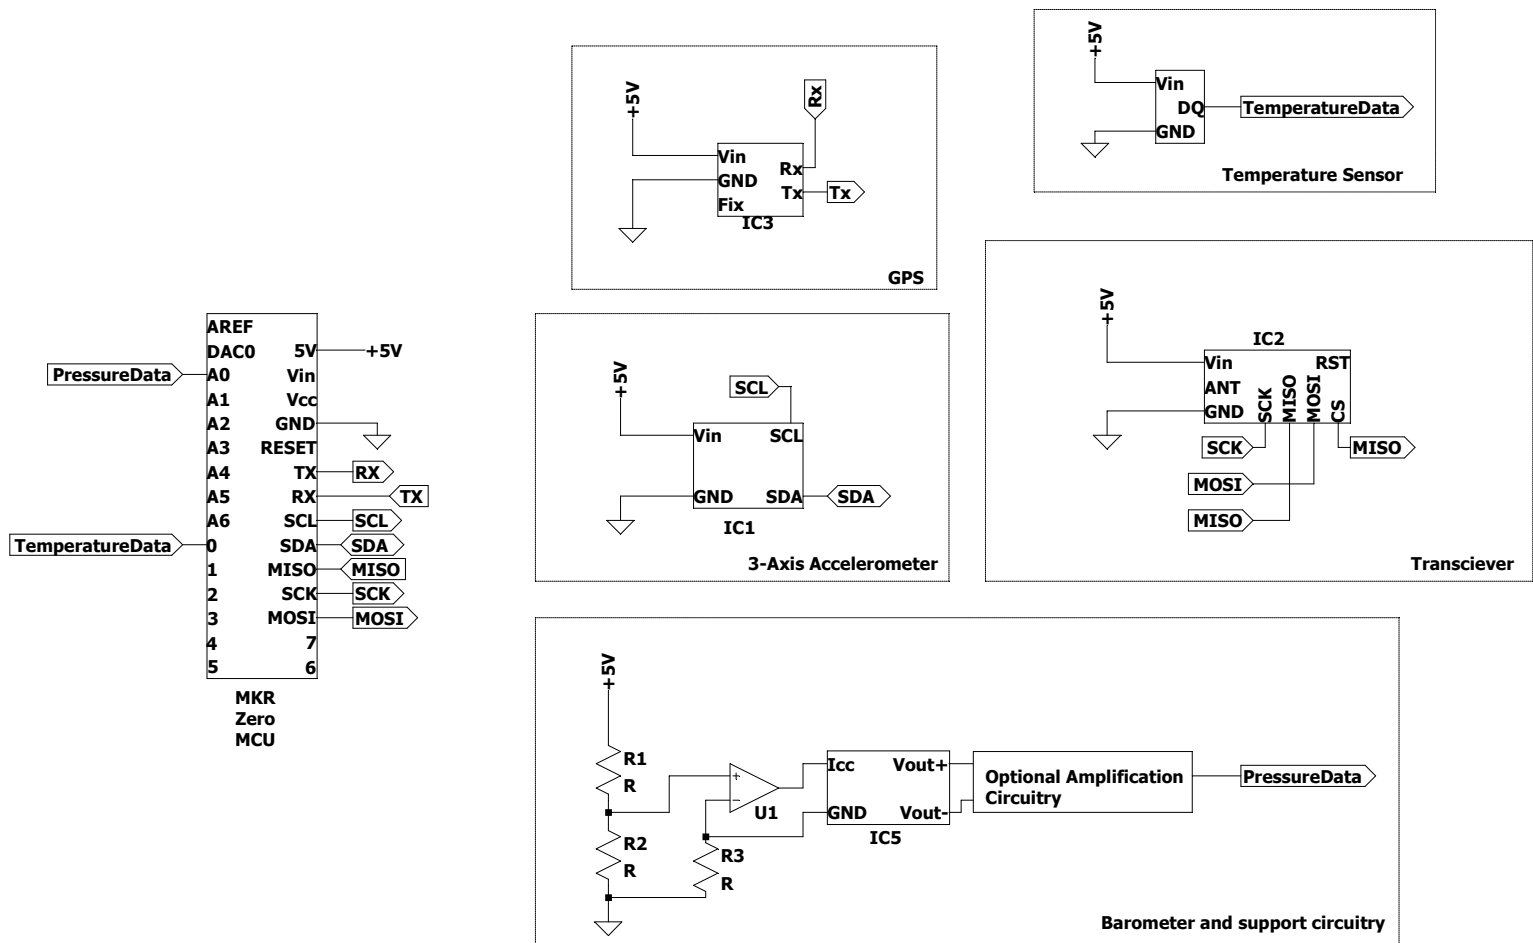 +5V
Vin
DQ
GND
TemperatureData
Temperature Sensor
+5V
Rx
Vin
GND
Fix
Rx
Tx
Tx
IC3
GPS
AREF
DAC0
A0
A1
A2
A3
A4
A5
A6
0
1
2
3
4
5
5V
Vin
Vcc
GND
RESET
TX
RX
SCL
SDA
MISO
SCK
MOSI
7
6
+5V
RX
TX
SCL
SDA
MISO
SCK
MOSI
PressureData
TemperatureData
MKR
Zero
MCU
+5V
SCL
Vin
SCL
GND
SDA
SDA
IC1
3-Axis Accelerometer
+5V
IC2
Vin
RST
ANT
GND
SCK
MISO
MOSI
CS
SCK
MISO
MOSI
MISO
Transciever
+5V
R1
R
R2
R
R3
R
+
−
U1
Icc
Vout+
GND
Vout-
IC5
Optional Amplification
Circuitry
PressureData
Barometer and support circuitry